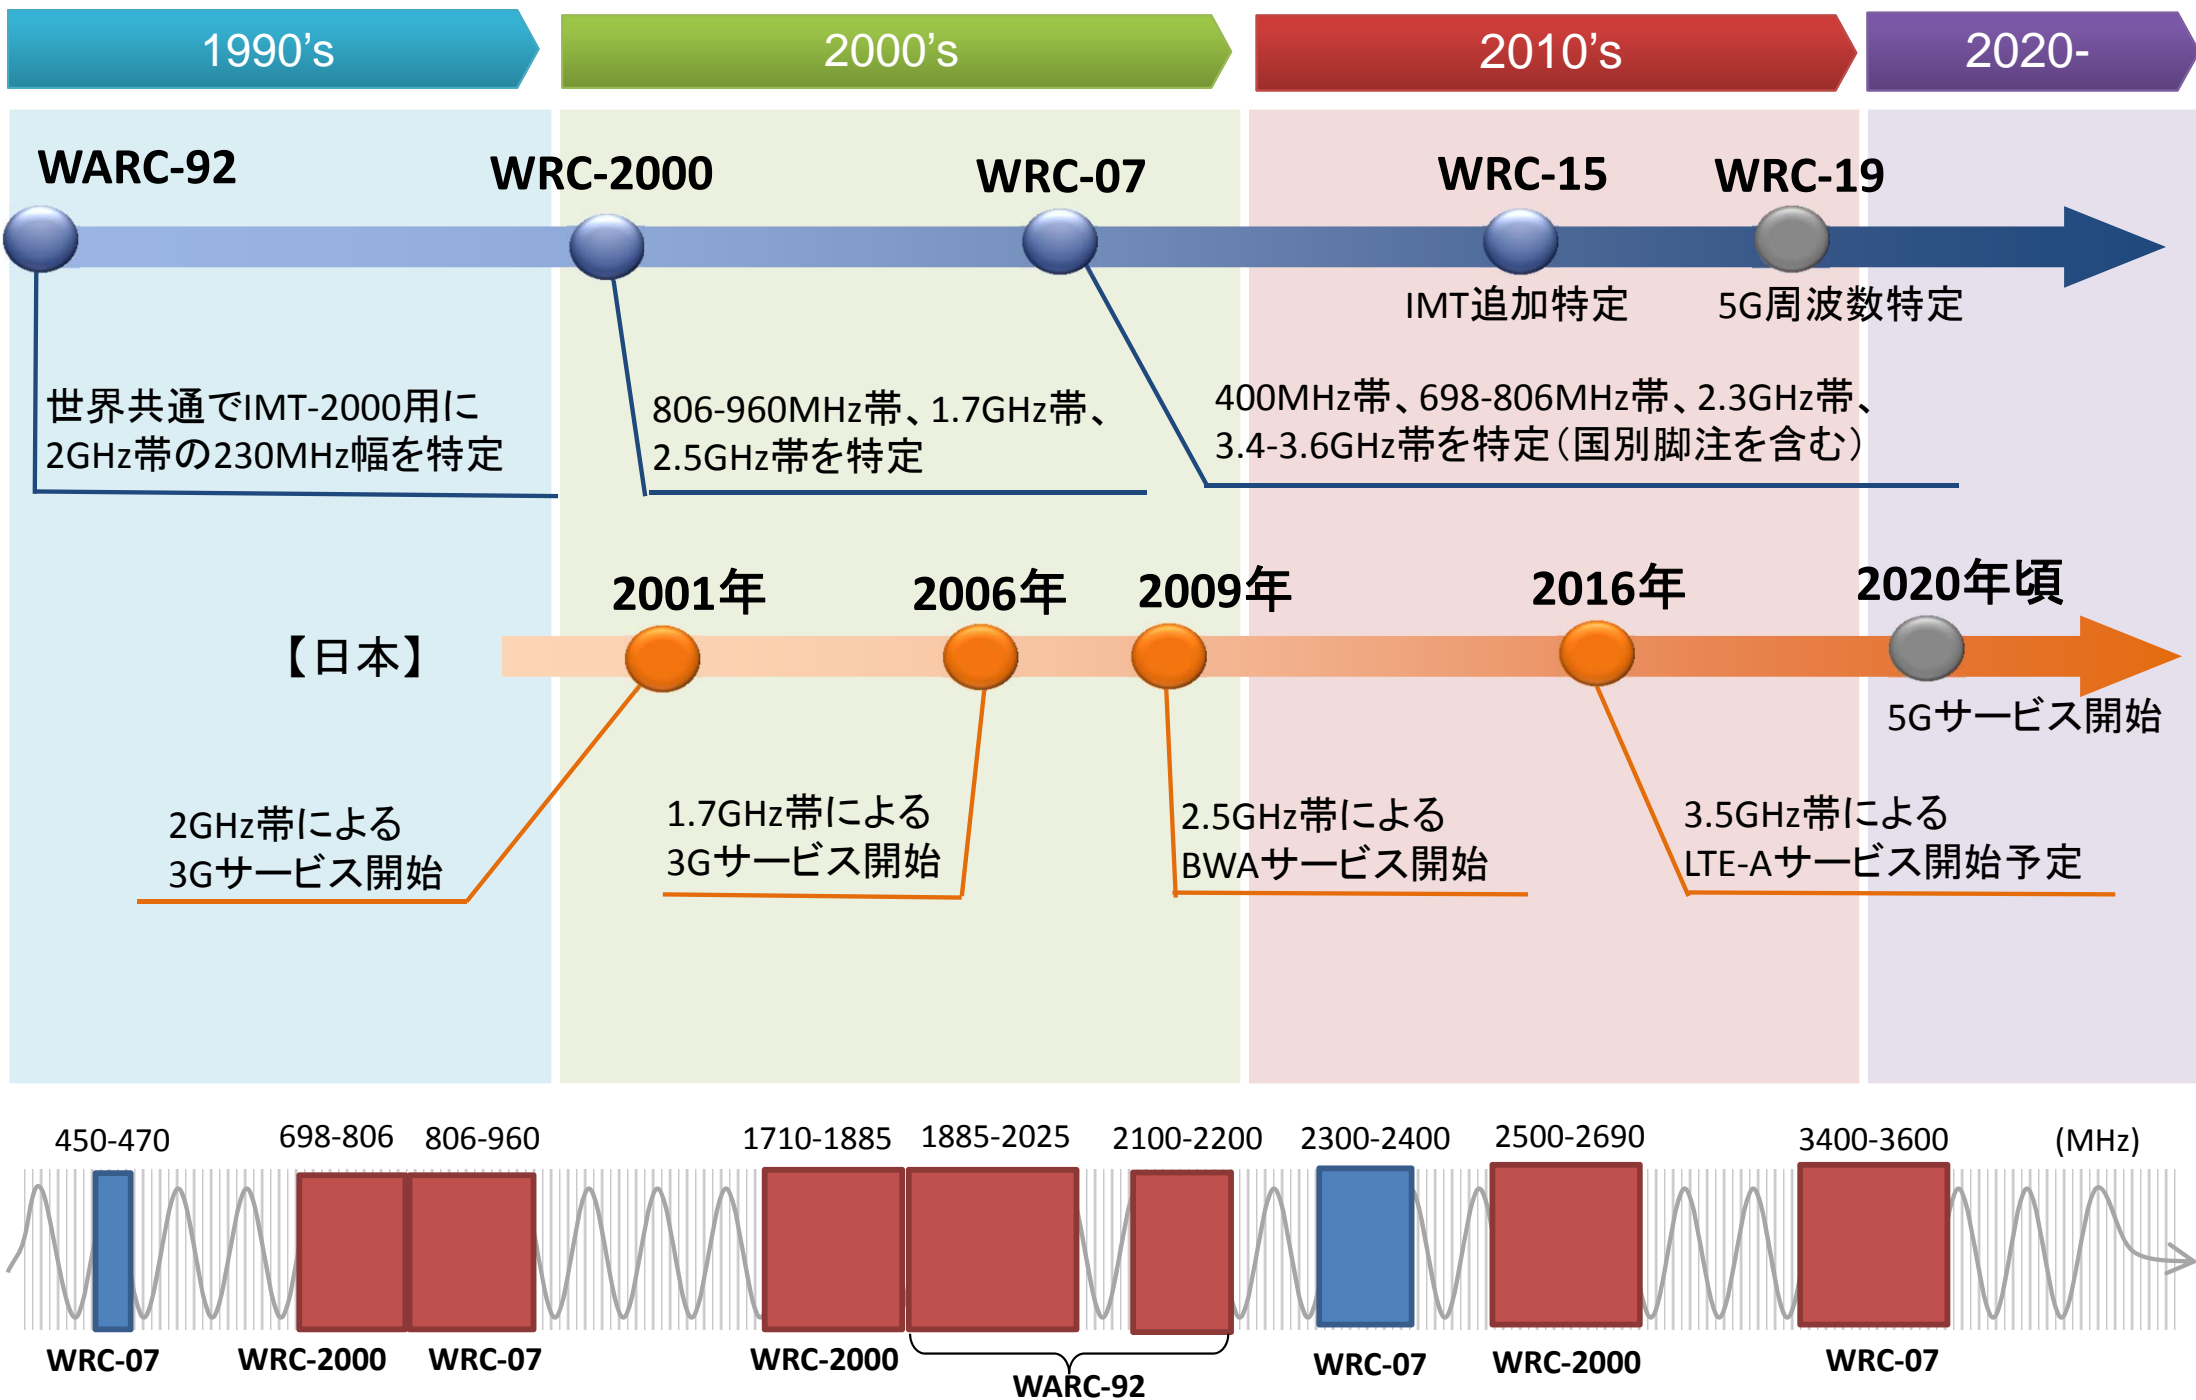 1990's
2000's
2010's
2020-
WARC-92
WRC-2000
WRC-07
WRC-15
WRC-19
IMT追加特定
5G周波数特定
世界共通でIMT-2000用に
2GHz帯の230MHz幅を特定
806-960MHz帯、1.7GHz帯、
2.5GHz帯を特定
400MHz帯、698-806MHz帯、2.3GHz帯、
3.4-3.6GHz帯を特定（国別脚注を含む）
2001年
2006年
2009年
2016年
2020年頃
【日本】
5Gサービス開始
2GHz帯による
3Gサービス開始
1.7GHz帯による
3Gサービス開始
2.5GHz帯による
BWAサービス開始
3.5GHz帯による
LTE-Aサービス開始予定
450-470
698-806
806-960
1710-1885
1885-2025
2100-2200
2300-2400
2500-2690
3400-3600
(MHz)
WRC-07
WRC-2000
WRC-07
WRC-2000
WARC-92
WRC-07
WRC-2000
WRC-07